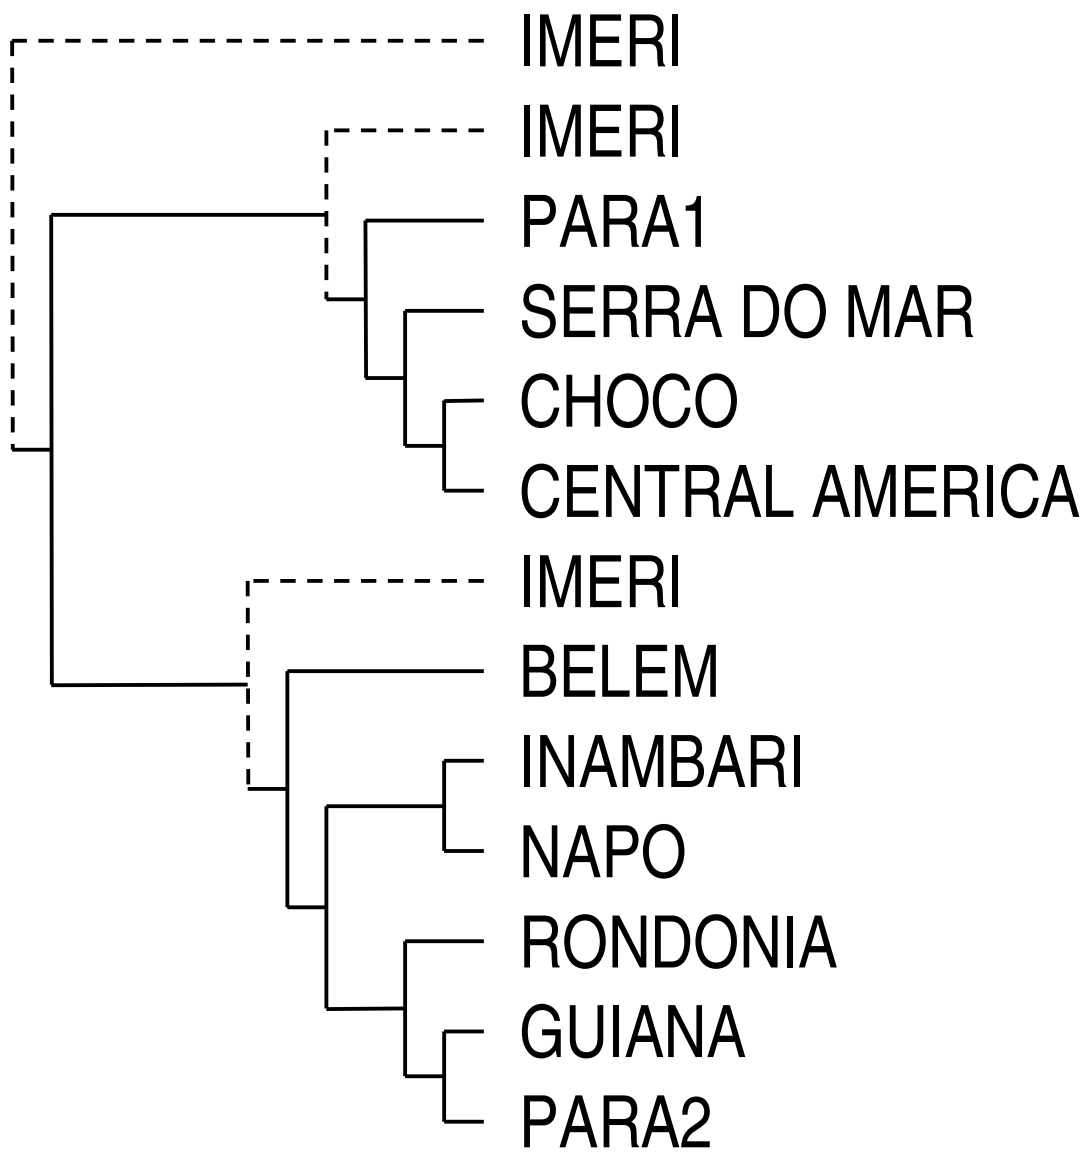 IMERI
IMERI
PARA1
SERRA DO MAR
CHOCO
CENTRAL AMERICA
IMERI
BELEM
INAMBARI
NAPO
RONDONIA
GUIANA
PARA2